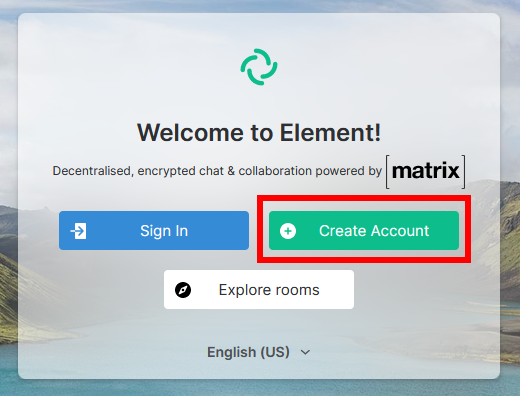 Welcome to Element!
Decentralised, encrypted chat & collaboration powered by [matrix]
Sign In
Create Account
Explore rooms
English (US)